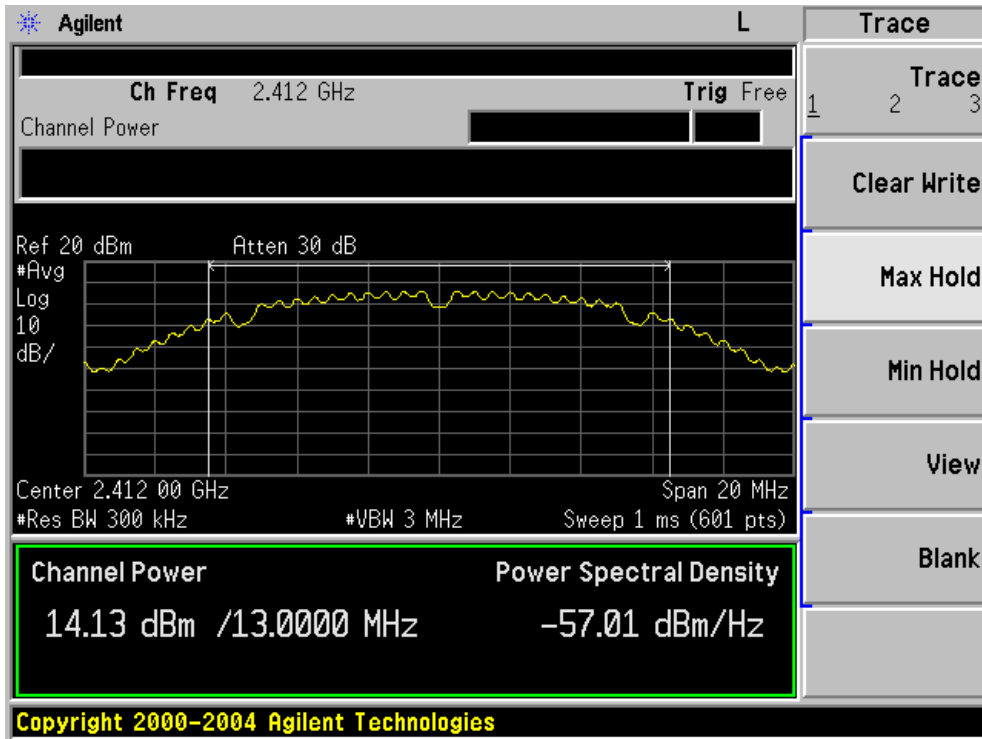 Agilent L Trace
Ch Freq 2.412 GHz Trig Free
Channel Power
Ref 20 dBm Atten 30 dB
#Avg
Log
10
dB/
Center 2.412 00 GHz Span 20 MHz
#Res BW 300 kHz #VBW 3 MHz Sweep 1 ms (601 pts)
Channel Power Power Spectral Density
14.13 dBm /13.0000 MHz -57.01 dBm/Hz
Copyright 2000-2004 Agilent Technologies
Trace
1 2 3
Clear Write
Max Hold
Min Hold
View
Blank